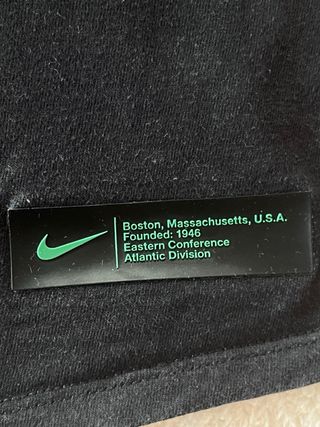 Boston, Massachusetts, U.S.A.
Founded: 1946
Eastern Conference
Atlantic Division